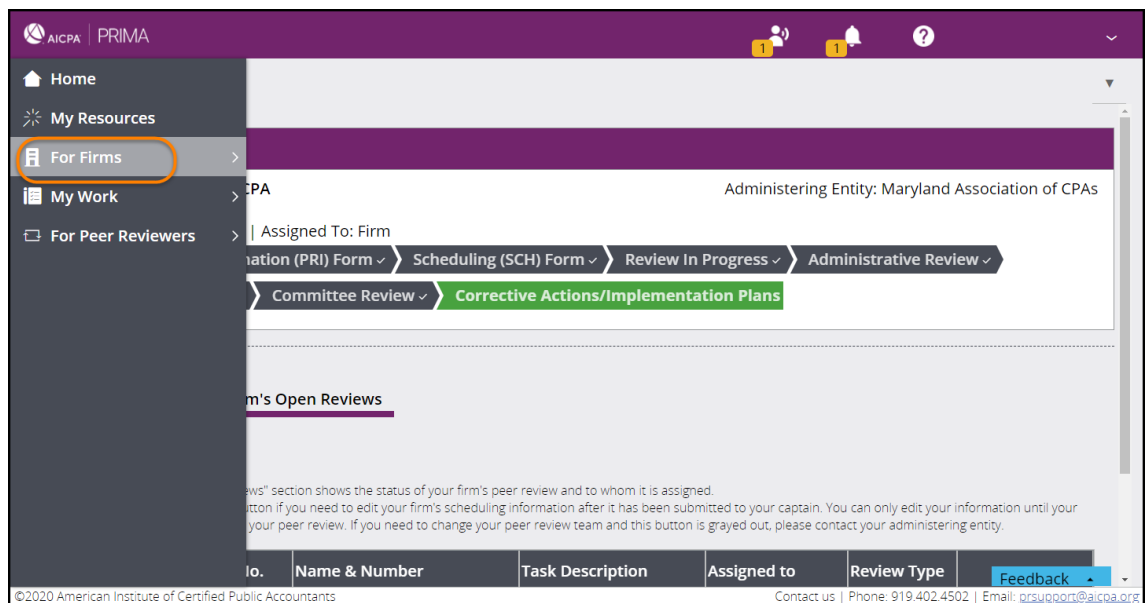 AICPA PRIMA
1
1
?
Home
My Resources
For Firms
My Work
For Peer Reviewers
CPA
Administering Entity: Maryland Association of CPAs
| Assigned To: Firm
nation (PRI) Form
Scheduling (SCH) Form
Review In Progress
Administrative Review
Committee Review
Corrective Actions/Implementation Plans
m's Open Reviews
ews" section shows the status of your firm's peer review and to whom it is assigned.
utton if you need to edit your firm's scheduling information after it has been submitted to your captain. You can only edit your information until your
your peer review. If you need to change your peer review team and this button is grayed out, please contact your administering entity.
No. Name & Number Task Description Assigned to Review Type
Feedback
©2020 American Institute of Certified Public Accountants
Contact us | Phone: 919.402.4502 | Email: prsupport@aicpa.org